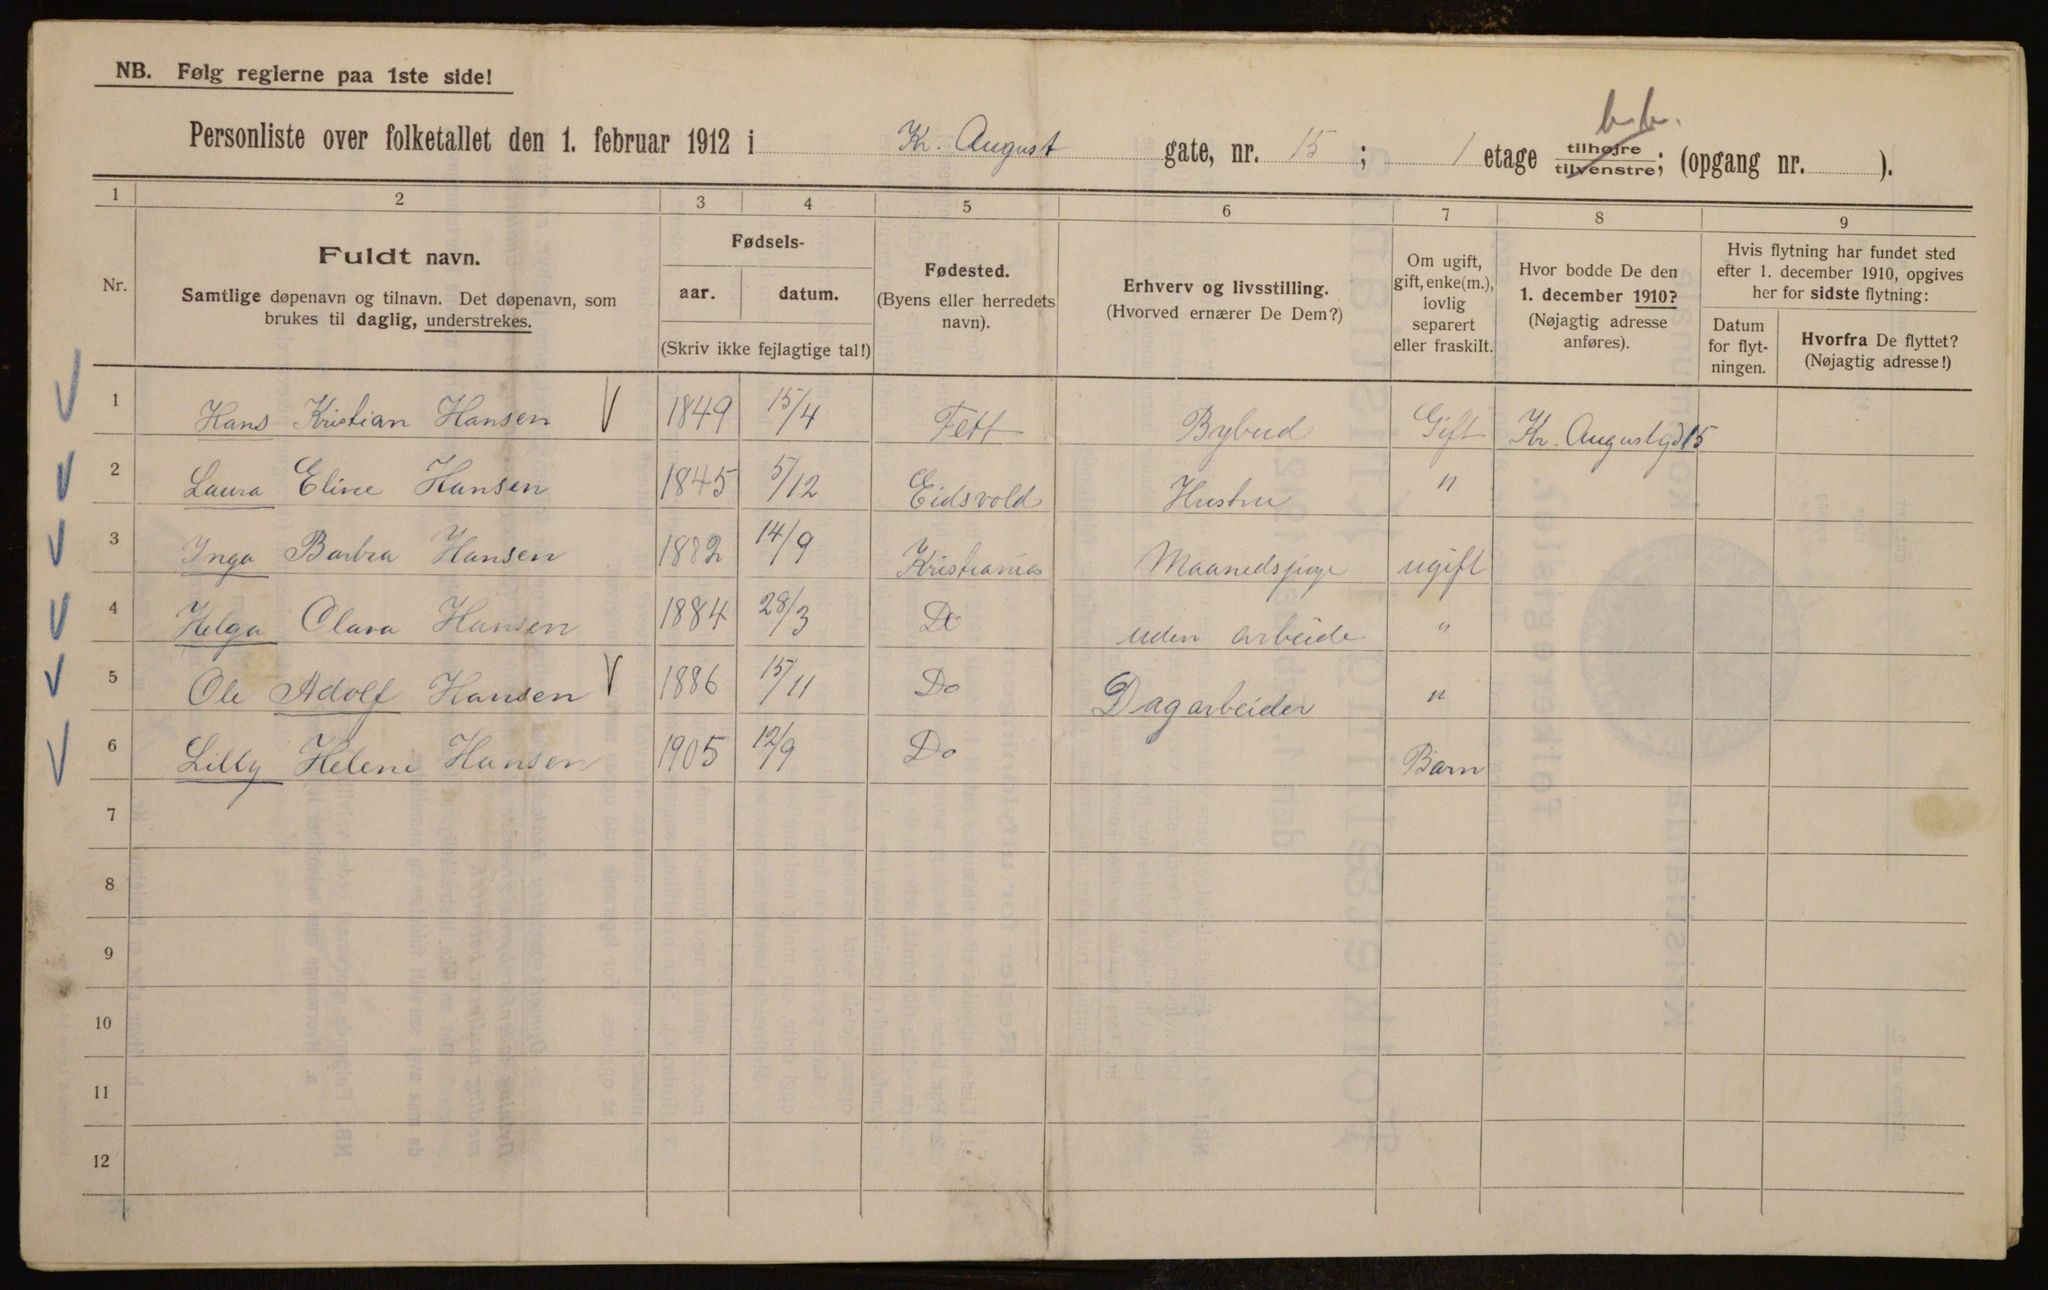 NB. Følg reglerne paa 1ste side!
Personliste over folketallet den 1. februar 1912 i Kr. August gate, nr. 15; 1 etage tilhøjre tilvenstre; (opgang nr. ).
1 2 3 4 5 6 7 8 9
Nr.
Fuldt navn.
Samtlige døpenavn og tilnavn. Det døpenavn, som
brukes til daglig, understrekes.
Fødsels-
aar. datum.
(Skriv ikke fejlagtige tal!)
Fødested.
(Byens eller herredets
navn).
Erhverv og livsstilling.
(Hvorved ernærer De Dem?)
Om ugift,
gift, enke(m.),
lovlig
separert
eller fraskilt.
Hvor bodde De den
1. december 1910?
(Nøjagtig adresse
anføres).
Hvis flytning har fundet sted
efter 1. december 1910, opgives
her for sidste flytning:
Datum
for flyt-
ningen.
Hvorfra De flyttet?
(Nøjagtig adresse!)
1 Hans Kristian Hansen 1849 15/4 Fett Bybud Gift Kr. Augustgd 15
2 Laura Eline Hansen 1845 5/12 Eidsvold Hustru "
3 Inga Barbra Hansen 1882 14/9 Kristiania Maanedspige ugift
4 Helga Clara Hansen 1884 28/3 Do uden arbeide "
5 Ole Adolf Hansen 1886 15/11 Do Dagarbeider "
6 Lilly Helene Hansen 1905 12/9 Do Barn
7
8
9
10
11
12